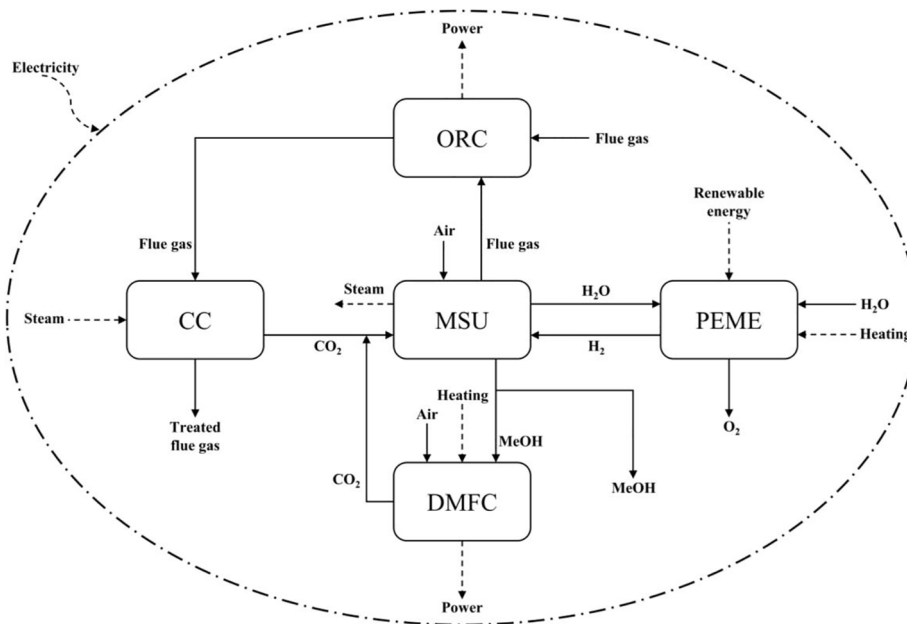 Power
Electricity
ORC
Flue gas
Renewable
energy
Flue gas
Air
Flue gas
Steam
H₂O
Steam
CC
MSU
PEME
H₂O
CO₂
H₂
Heating
Heating
Air
Treated
flue gas
MeOH
O₂
CO₂
MeOH
DMFC
Power